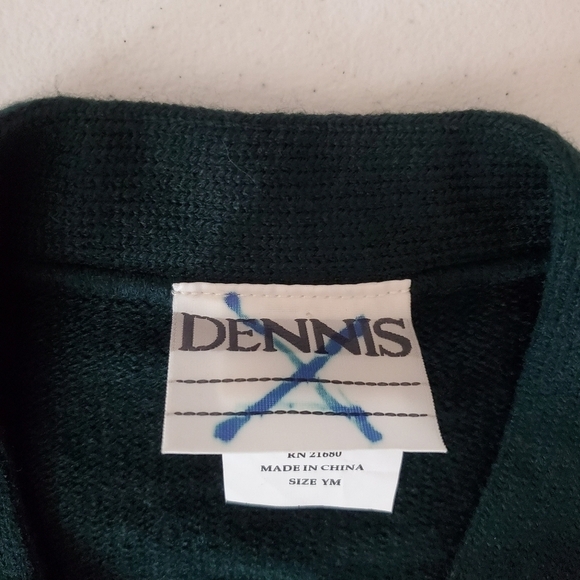 DENNIS
RN 21680
MADE IN CHINA
SIZE YM